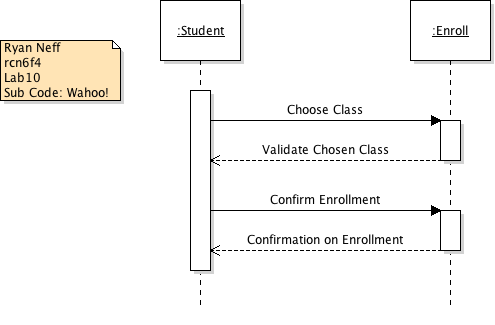 :Student
:Enroll
Ryan Neff
rcn6f4
Lab10
Sub Code: Wahoo!
Choose Class
Validate Chosen Class
Confirm Enrollment
Confirmation on Enrollment